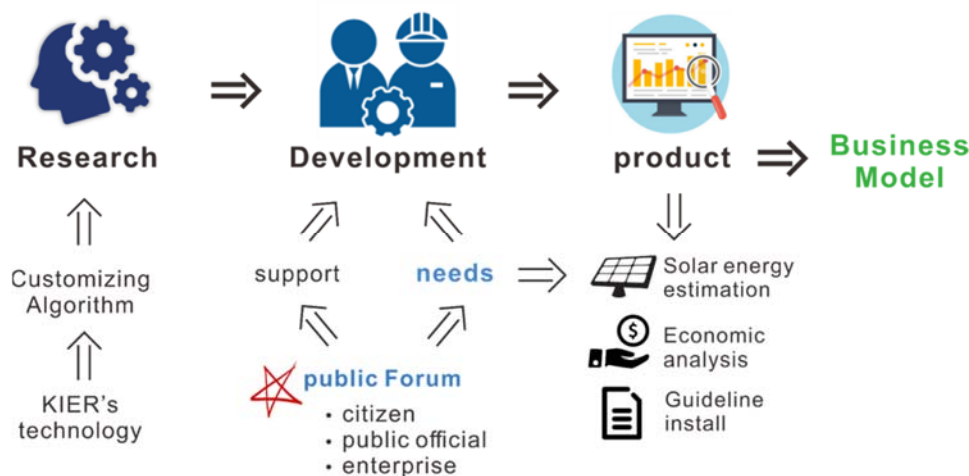 Research
Development
product
Business
Model
Customizing
Algorithm
KIER's
technology
support
needs
public Forum
• citizen
• public official
• enterprise
Solar energy
estimation
$
Economic
analysis
Guideline
install